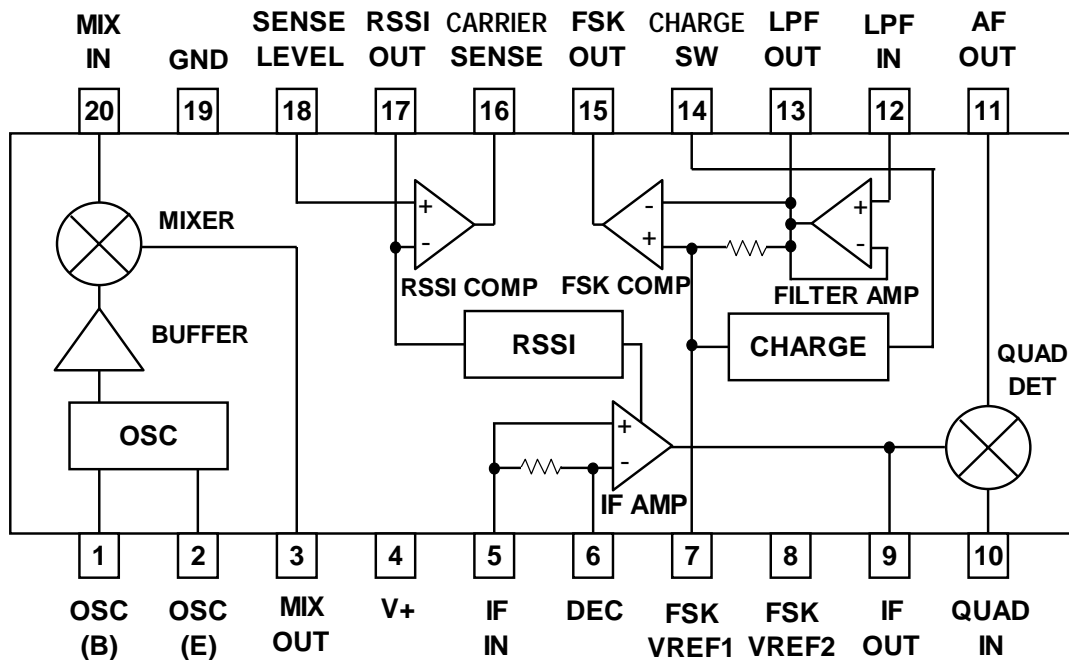 MIX IN
GND
SENSE LEVEL
RSSI OUT
CARRIER SENSE
FSK OUT
CHARGE SW
LPF OUT
LPF IN
AF OUT
20
19
18
17
16
15
14
13
12
11
MIXER
+
-
RSSI COMP
-
+
FSK COMP
+
-
FILTER AMP
BUFFER
RSSI
CHARGE
QUAD DET
OSC
+
-
IF AMP
1
2
3
4
5
6
7
8
9
10
OSC (B)
OSC (E)
MIX OUT
V+
IF IN
DEC
FSK VREF1
FSK VREF2
IF OUT
QUAD IN